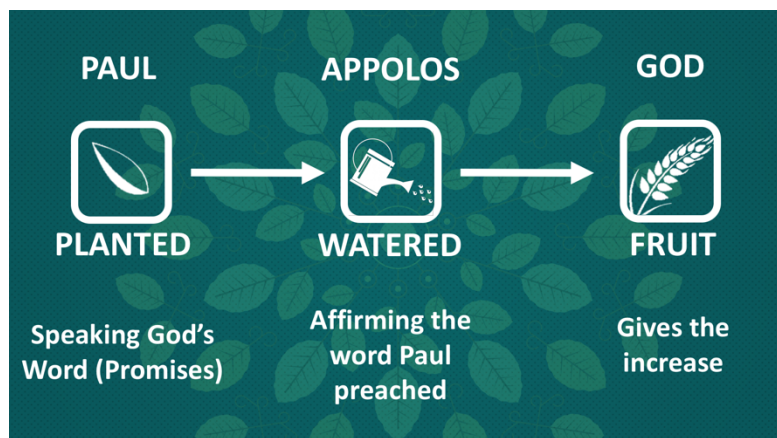 PAUL
APPOLOS
GOD
PLANTED
WATERED
FRUIT
Speaking God's
Word (Promises)
Affirming the
word Paul
preached
Gives the
increase